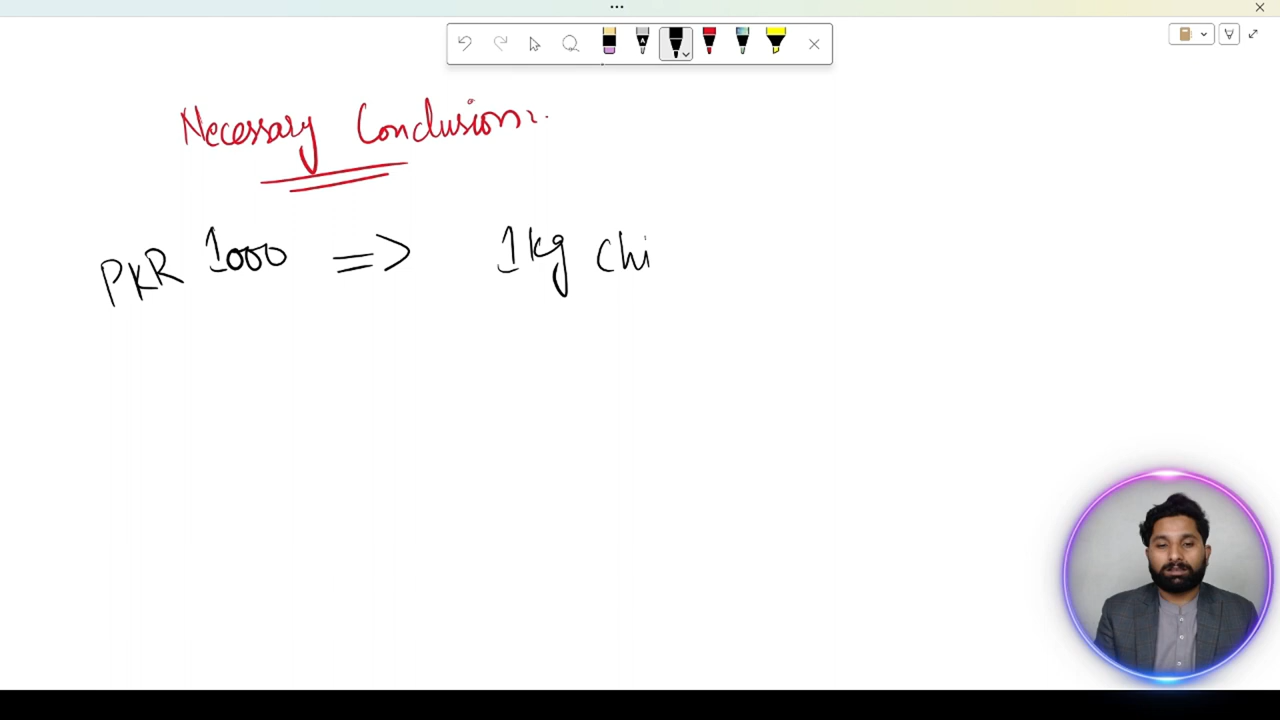 Necessary Conclusion:.
PKR 1000 => 1kg Chi